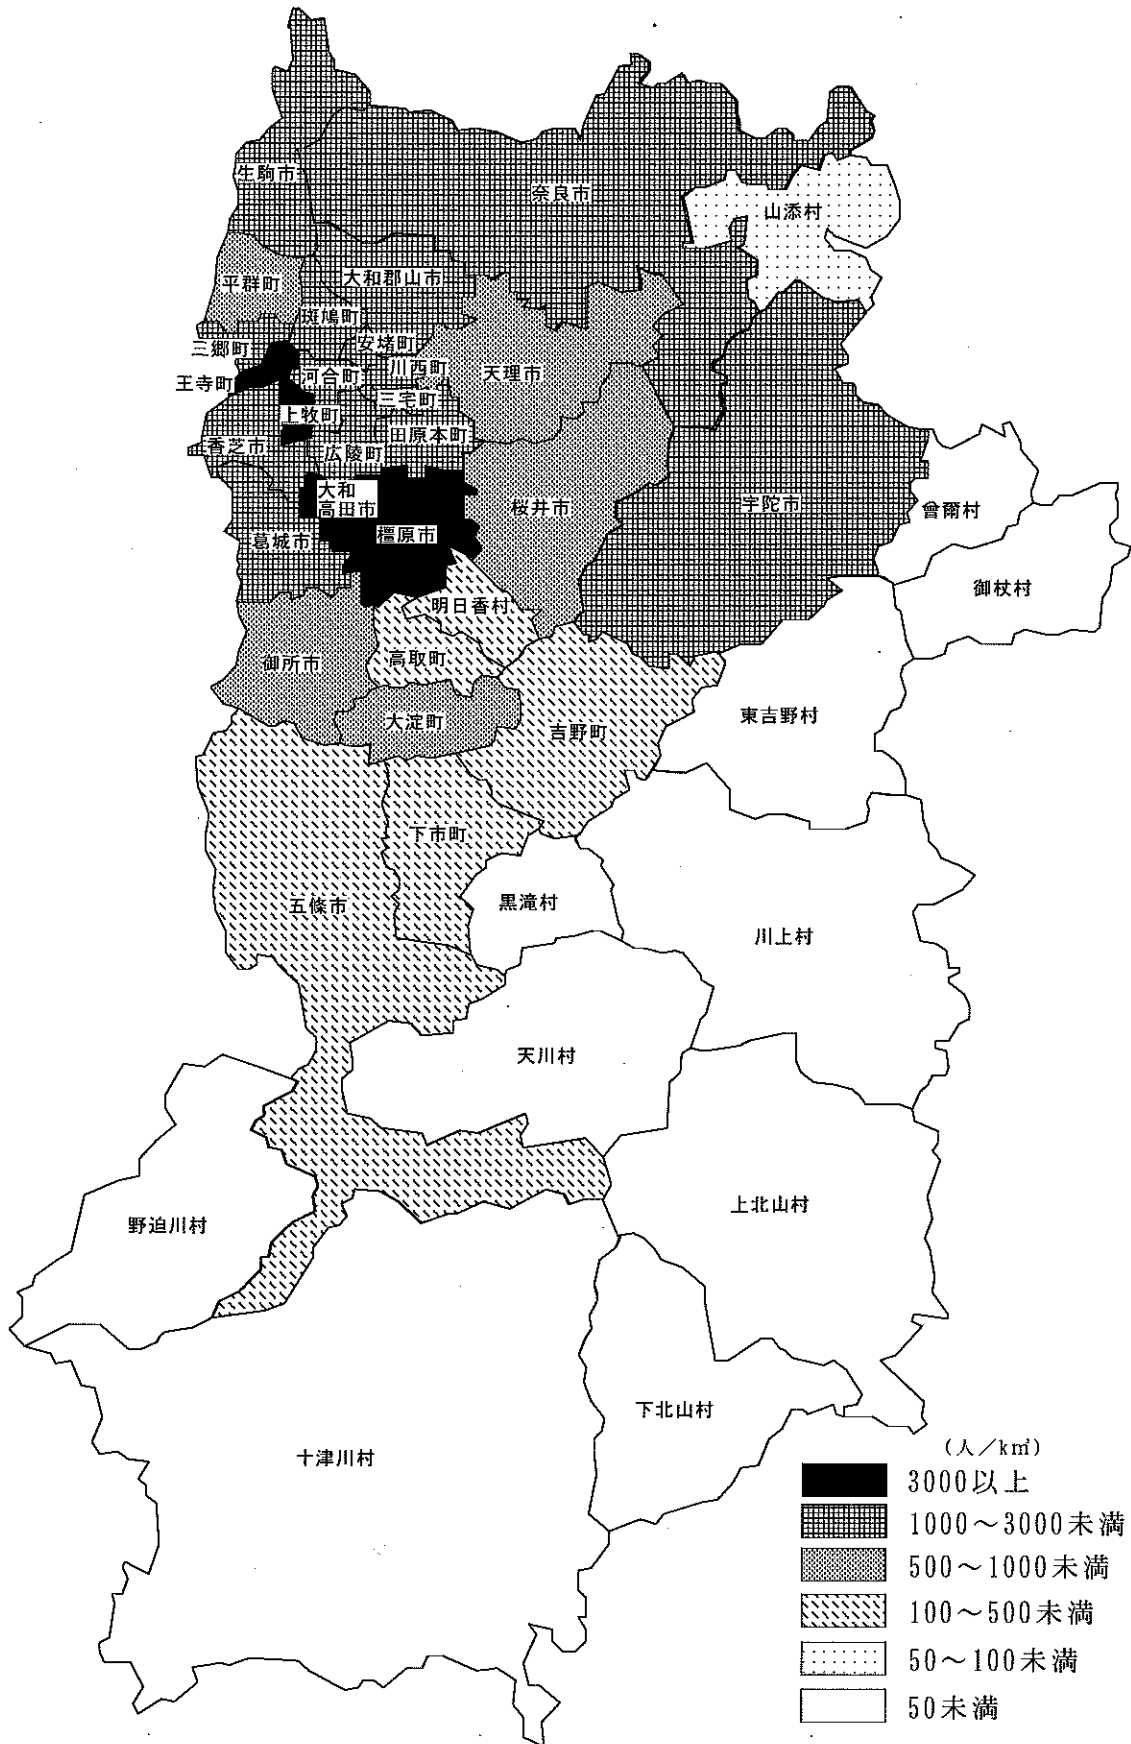 生駒市
奈良市
山添村
平群町
大和郡山市
斑鳩町
安堵町
三郷町
川西町
天理市
王寺町
河合町
三宅町
上牧町
田原本町
香芝市
広陵町
大和
高田市
桜井市
宇陀市
曾爾村
橿原市
葛城市
御杖村
明日香村
高取町
御所市
大淀町
吉野町
東吉野村
下市町
五條市
黒滝村
川上村
天川村
上北山村
野迫川村
下北山村
十津川村
(人/km²)
3000以上
1000～3000未満
500～1000未満
100～500未満
50～100未満
50未満